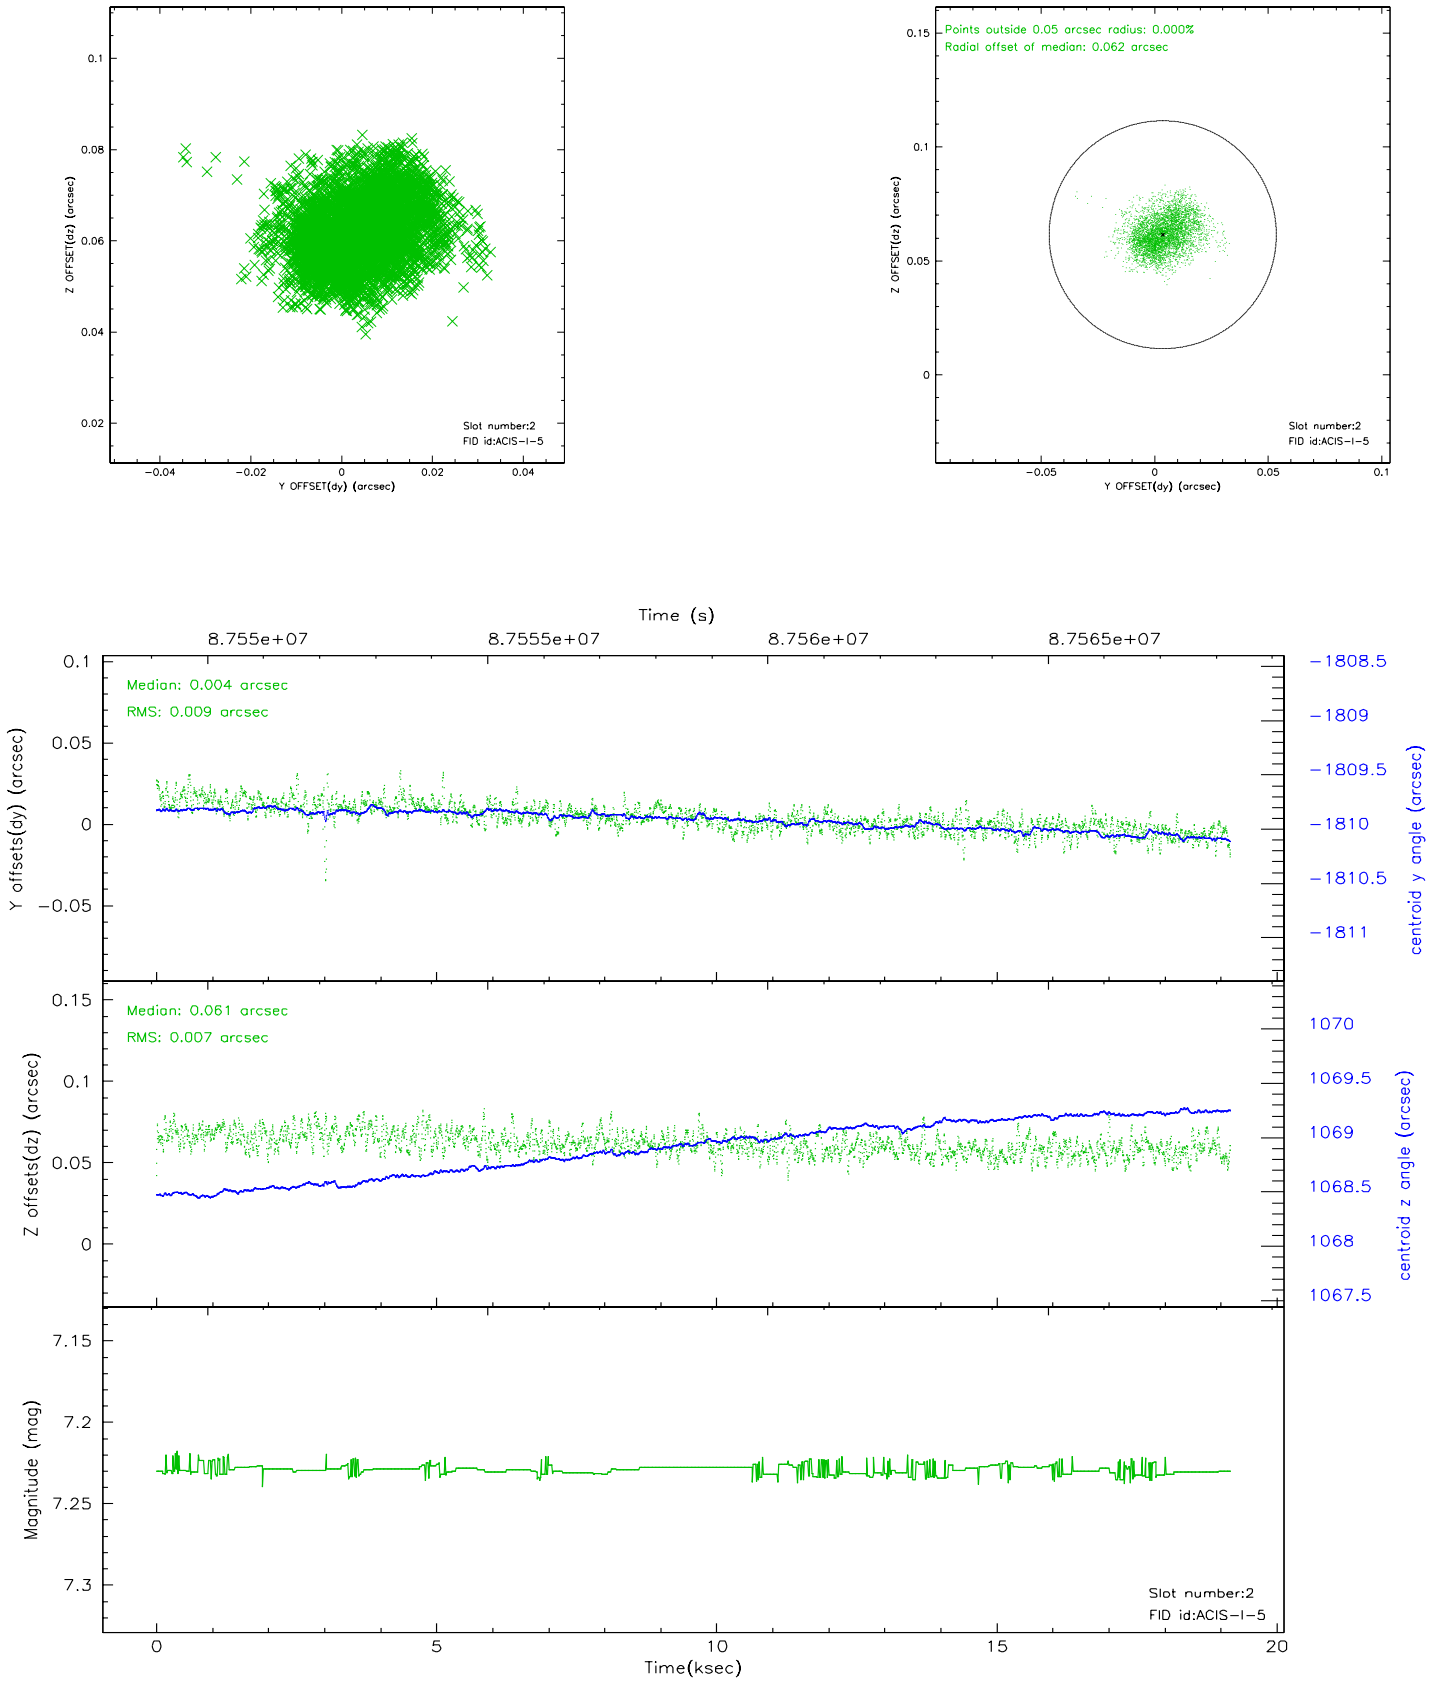 0.1
0.08
0.06
0.04
0.02
Z OFFSET(dz) (arcsec)
Slot number:2
FID id:ACIS-I-5
-0.04
-0.02
0
0.02
0.04
Y OFFSET(dy) (arcsec)
Points outside 0.05 arcsec radius: 0.000%
Radial offset of median: 0.062 arcsec
0.15
0.1
0.05
0
Z OFFSET(dz) (arcsec)
Slot number:2
FID id:ACIS-I-5
-0.05
0
0.05
0.1
Y OFFSET(dy) (arcsec)
Time (s)
8.755e+07
8.7555e+07
8.756e+07
8.7565e+07
Median: 0.004 arcsec
RMS: 0.009 arcsec
0.1
0.05
0
-0.05
Y offsets(dy) (arcsec)
-1808.5
-1809
-1809.5
-1810
-1810.5
-1811
centroid y angle (arcsec)
Median: 0.061 arcsec
RMS: 0.007 arcsec
0.15
0.1
0.05
0
Z offsets(dz) (arcsec)
1070
1069.5
1069
1068.5
1068
1067.5
centroid z angle (arcsec)
7.15
7.2
7.25
7.3
Magnitude (mag)
Slot number:2
FID id:ACIS-I-5
0
5
10
15
20
Time(ksec)